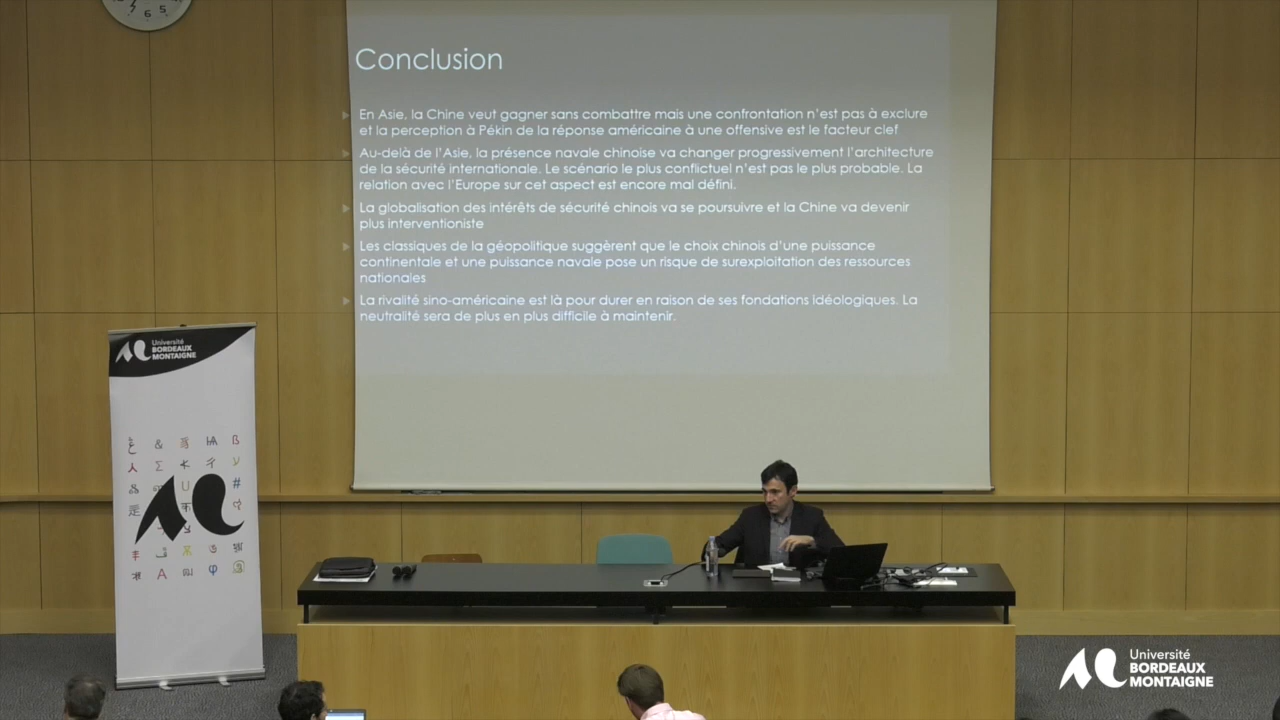 6 5
Conclusion
En Asie, la Chine veut gagner sans combattre mais une confrontation n'est pas à exclure
et la perception à Pékin de la réponse américaine à une offensive est le facteur clef
Au-delà de l'Asie, la présence navale chinoise va changer progressivement l'architecture
de la sécurité internationale. Le scénario le plus conflictuel n'est pas le plus probable. La
relation avec l'Europe sur cet aspect est encore mal défini.
La globalisation des intérêts de sécurité chinois va se poursuivre et la Chine va devenir
plus interventioniste
Les classiques de la géopolitique suggèrent que le choix chinois d'une puissance
continentale et une puissance navale pose un risque de surexploitation des ressources
nationales
La rivalité sino-américaine est là pour durer en raison de ses fondations idéologiques. La
neutralité sera de plus en plus difficile à maintenir.
Université
BORDEAUX
MONTAIGNE
& ß
Σ
U #
A φ
Université
BORDEAUX
MONTAIGNE